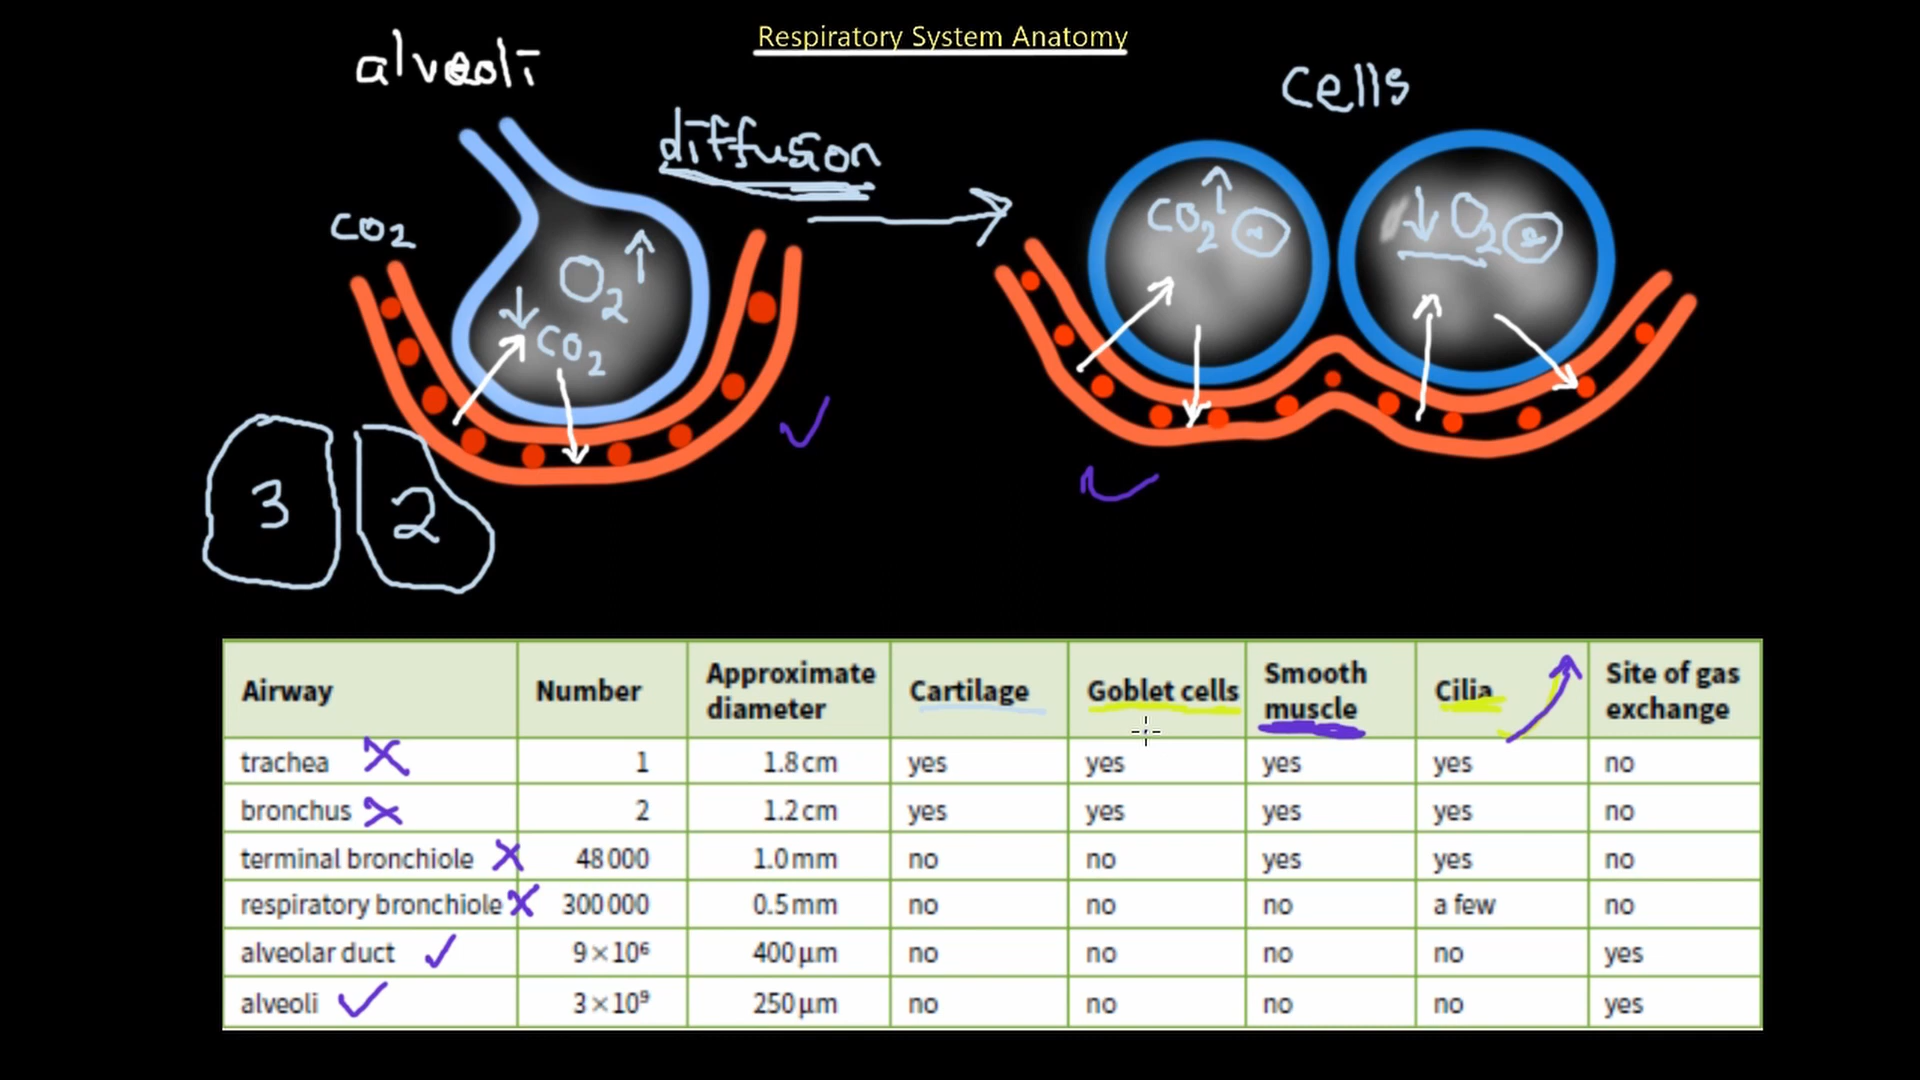 Respiratory System Anatomy
alveoli
cells
diffusion
CO2
O2
CO2
CO2
O2
3
2
Airway Number Approximate diameter Cartilage Goblet cells Smooth muscle Cilia Site of gas exchange
trachea 1 1.8 cm yes yes yes yes no
bronchus 2 1.2 cm yes yes yes yes no
terminal bronchiole 48 000 1.0 mm no no yes yes no
respiratory bronchiole 300 000 0.5 mm no no no a few no
alveolar duct 9 × 10⁶ 400 μm no no no no yes
alveoli 3 × 10⁹ 250 μm no no no no yes